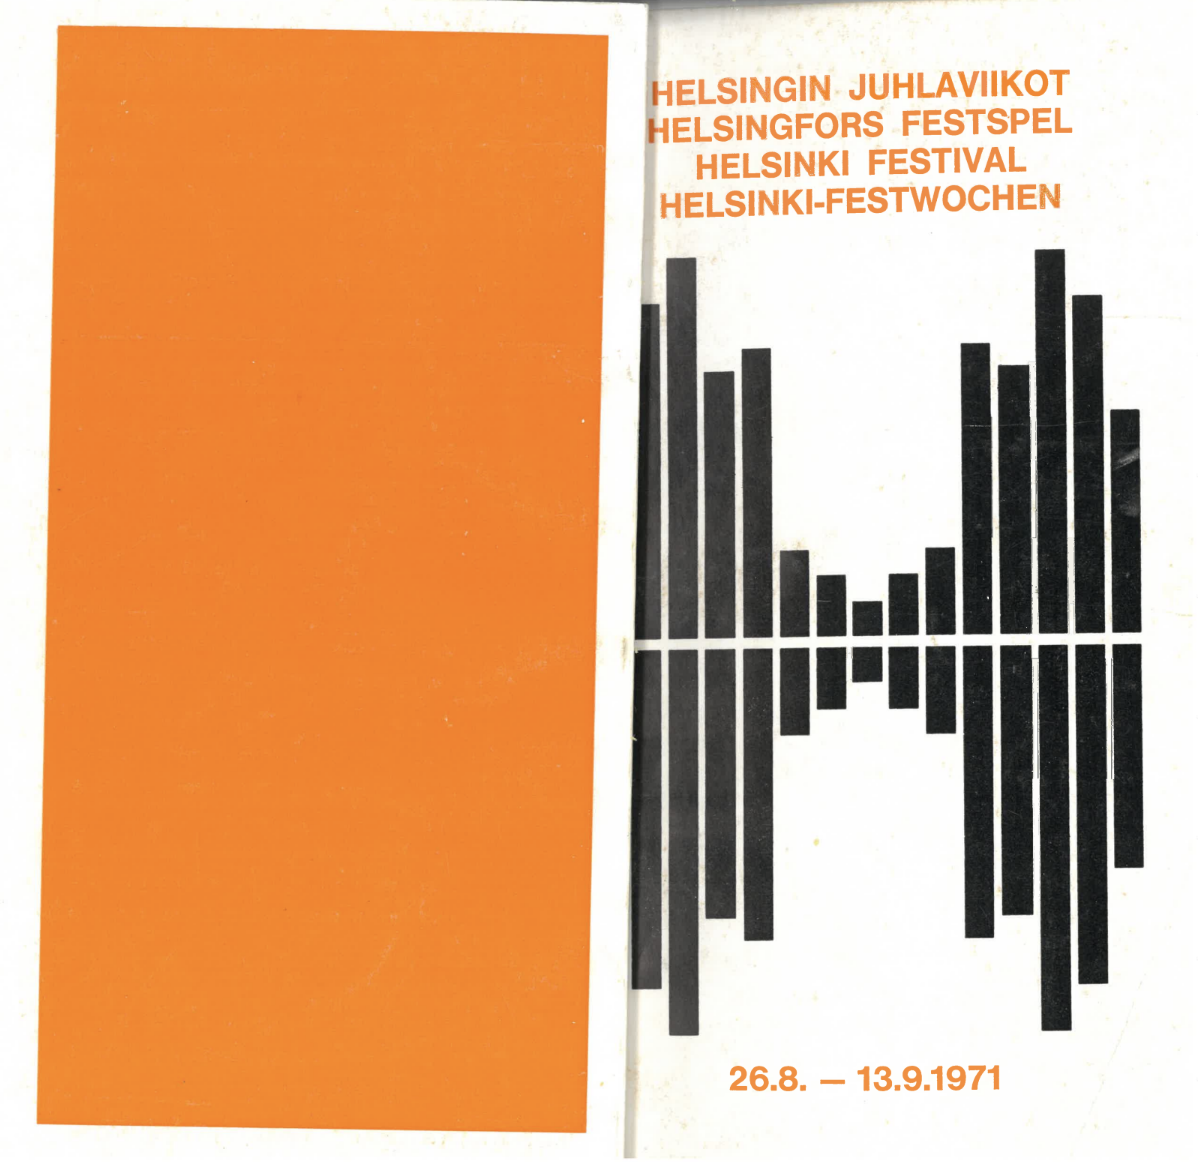 HELSINGIN JUHLAVIIKOT
HELSINGFORS FESTSPEL
HELSINKI FESTIVAL
HELSINKI-FESTWOCHEN
26.8. — 13.9.1971